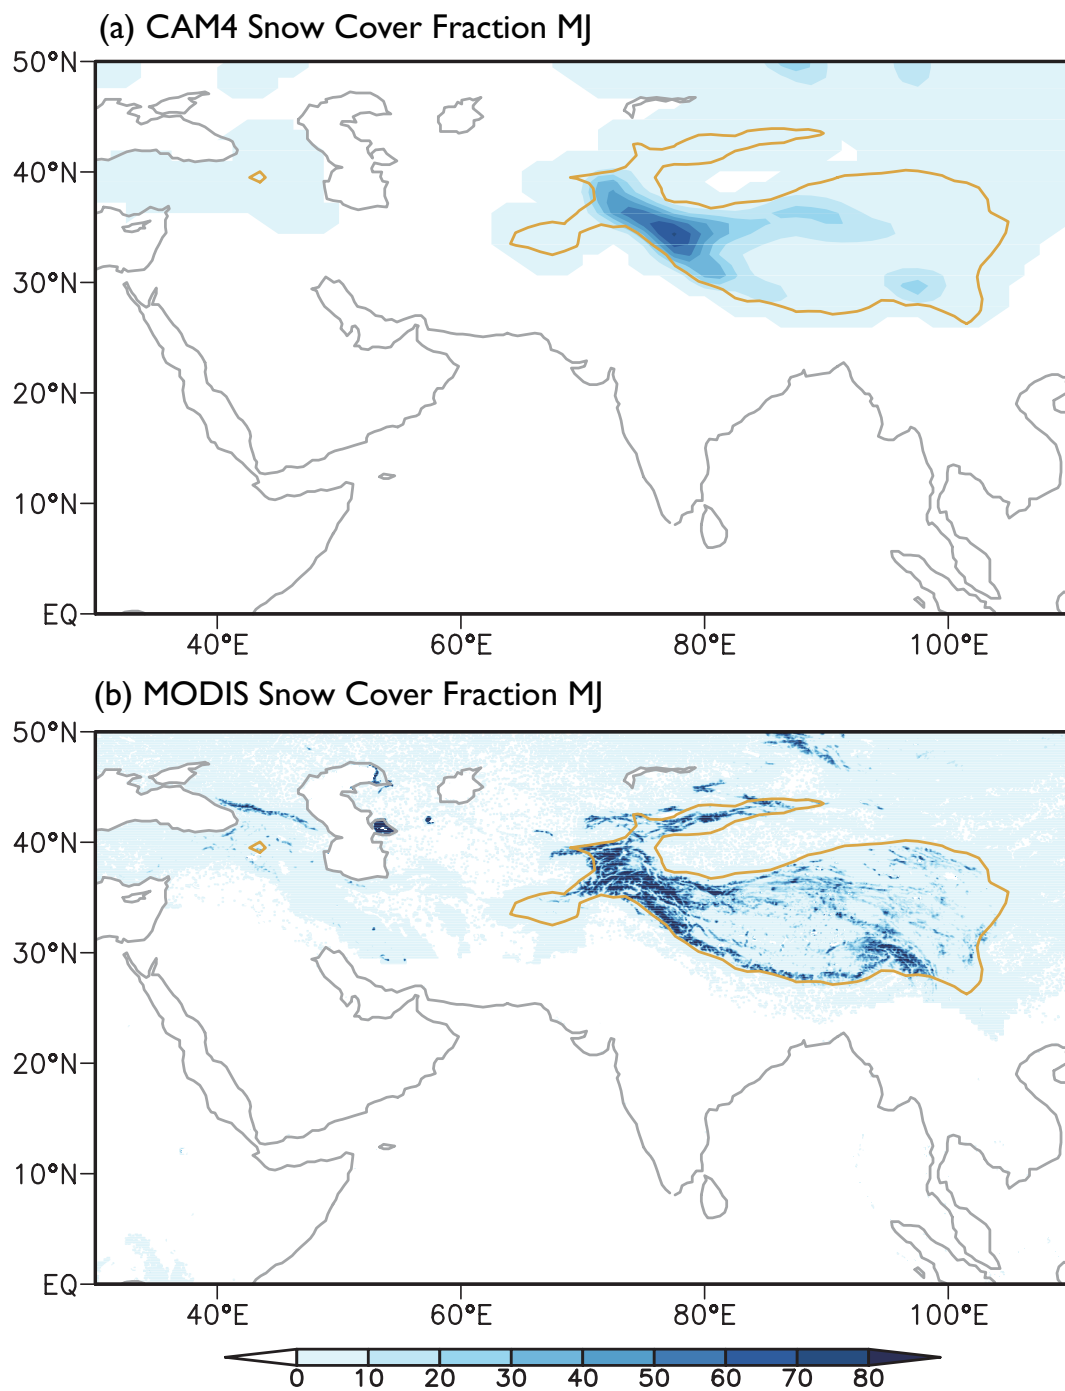 (a) CAM4 Snow Cover Fraction MJ
50°N
40°N
30°N
20°N
10°N
EQ
40°E 60°E 80°E 100°E
(b) MODIS Snow Cover Fraction MJ
50°N
40°N
30°N
20°N
10°N
EQ
40°E 60°E 80°E 100°E
0 10 20 30 40 50 60 70 80